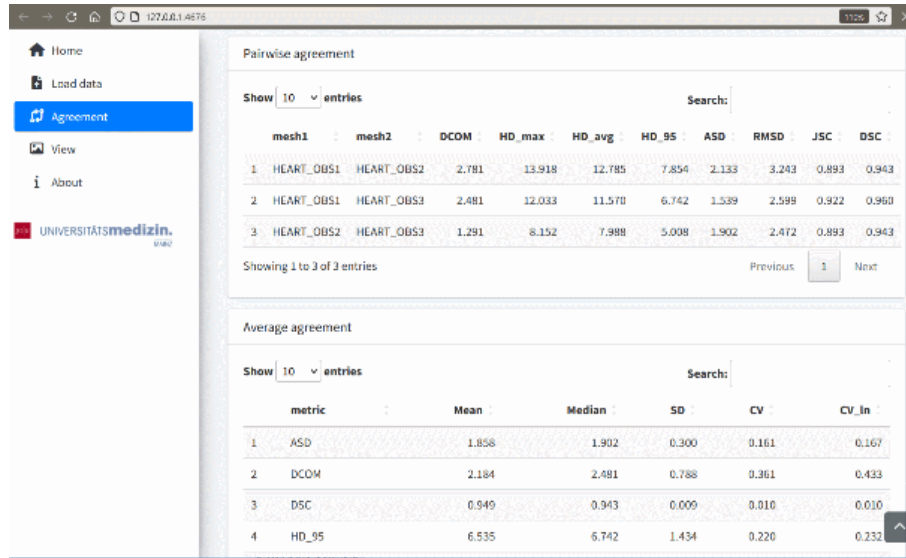 127.0.0.1:4676
110%
Home
Load data
Agreement
View
About
UNIVERSITÄTSmedizin.
Pairwise agreement
Show 10 entries
Search:
mesh1 mesh2 DCOM HD_max HD_avg HD_95 ASD RMSD JSC DSC
1 HEART_OBS1 HEART_OBS2 2.781 13.918 12.785 7.854 2.133 3.243 0.893 0.943
2 HEART_OBS1 HEART_OBS3 2.481 12.033 11.570 6.742 1.539 2.599 0.922 0.960
3 HEART_OBS2 HEART_OBS3 1.291 8.152 7.988 5.008 1.902 2.472 0.893 0.943
Showing 1 to 3 of 3 entries
Previous 1 Next
Average agreement
Show 10 entries
Search:
metric Mean Median SD CV CV_ln
1 ASD 1.858 1.902 0.300 0.161 0.167
2 DCOM 2.184 2.481 0.788 0.361 0.433
3 DSC 0.949 0.943 0.009 0.010 0.010
4 HD_95 6.535 6.742 1.434 0.220 0.232